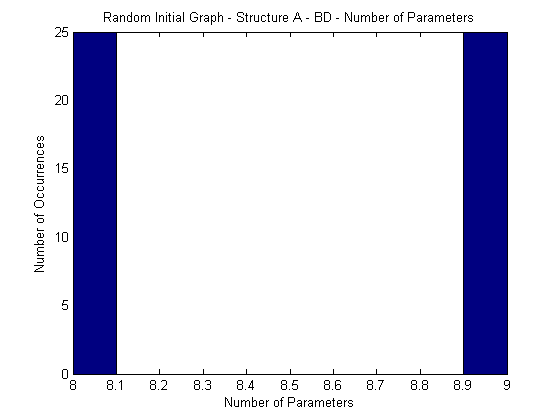 Random Initial Graph - Structure A - BD - Number of Parameters
25
20
15
10
5
0
Number of Occurrences
8 8.1 8.2 8.3 8.4 8.5 8.6 8.7 8.8 8.9 9
Number of Parameters